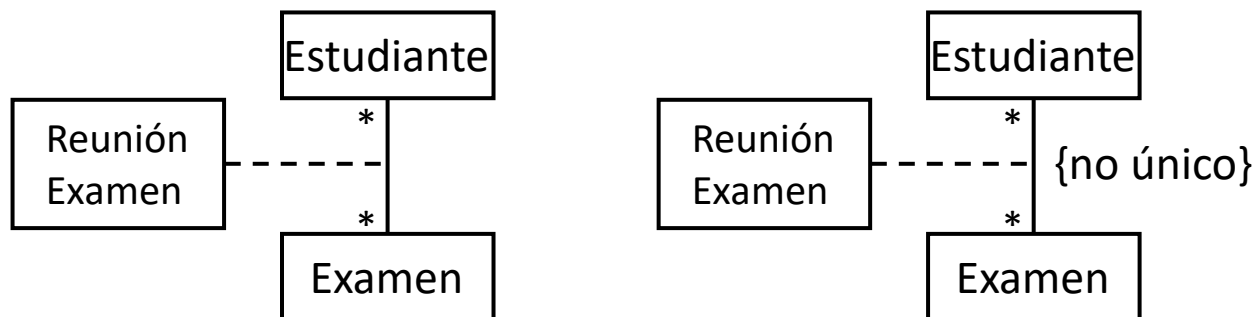 Estudiante
*
Reunión
Examen
*
Examen
Estudiante
*
Reunión
Examen
{no único}
*
Examen